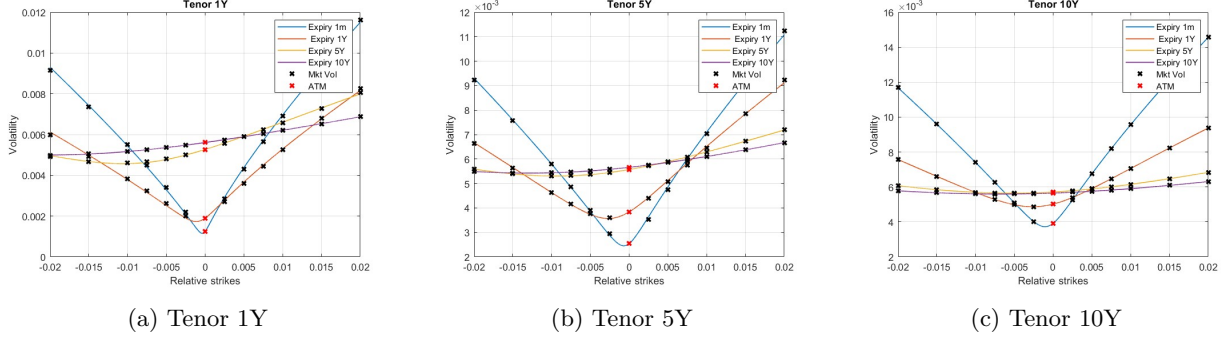 Tenor 1Y
0.012
0.01
0.008
0.006
0.004
0.002
0
Volatility
-0.02 -0.015 -0.01 -0.005 0 0.005 0.01 0.015 0.02
Relative strikes
Expiry 1m
Expiry 1Y
Expiry 5Y
Expiry 10Y
Mkt Vol
ATM
(a) Tenor 1Y
Tenor 5Y
×10⁻³
12
11
10
9
8
7
6
5
4
3
2
Volatility
-0.02 -0.015 -0.01 -0.005 0 0.005 0.01 0.015 0.02
Relative strikes
Expiry 1m
Expiry 1Y
Expiry 5Y
Expiry 10Y
Mkt Vol
ATM
(b) Tenor 5Y
Tenor 10Y
×10⁻³
16
14
12
10
8
6
4
2
Volatility
-0.02 -0.015 -0.01 -0.005 0 0.005 0.01 0.015 0.02
Relative strikes
Expiry 1m
Expiry 1Y
Expiry 5Y
Expiry 10Y
Mkt Vol
ATM
(c) Tenor 10Y